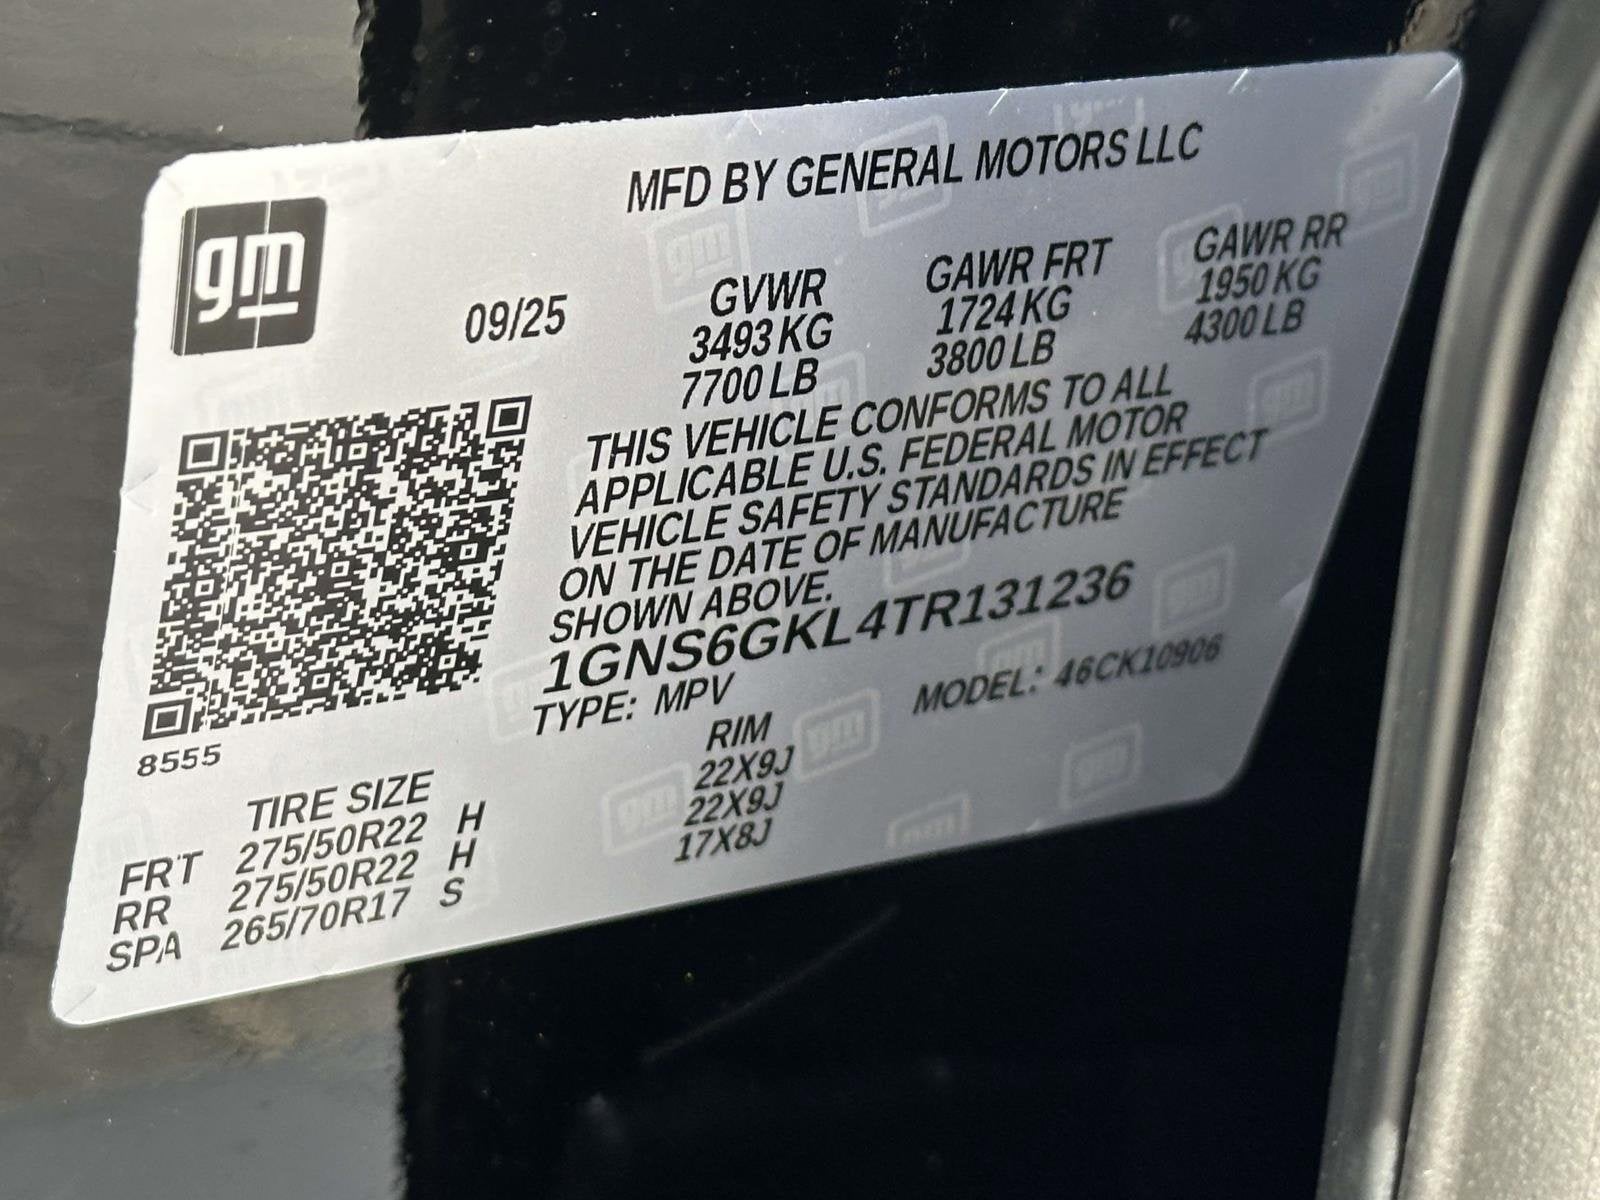 MFD BY GENERAL MOTORS LLC
gm
09/25
GVWR GAWR FRT GAWR RR
3493 KG 1724 KG 1950 KG
7700 LB 3800 LB 4300 LB
THIS VEHICLE CONFORMS TO ALL
APPLICABLE U.S. FEDERAL MOTOR
VEHICLE SAFETY STANDARDS IN EFFECT
ON THE DATE OF MANUFACTURE
SHOWN ABOVE.
1GNS6GKL4TR131236
TYPE: MPV MODEL: 46CK10906
8555
TIRE SIZE RIM
FRT 275/50R22 H 22X9J
RR 275/50R22 H 22X9J
SPA 265/70R17 S 17X8J